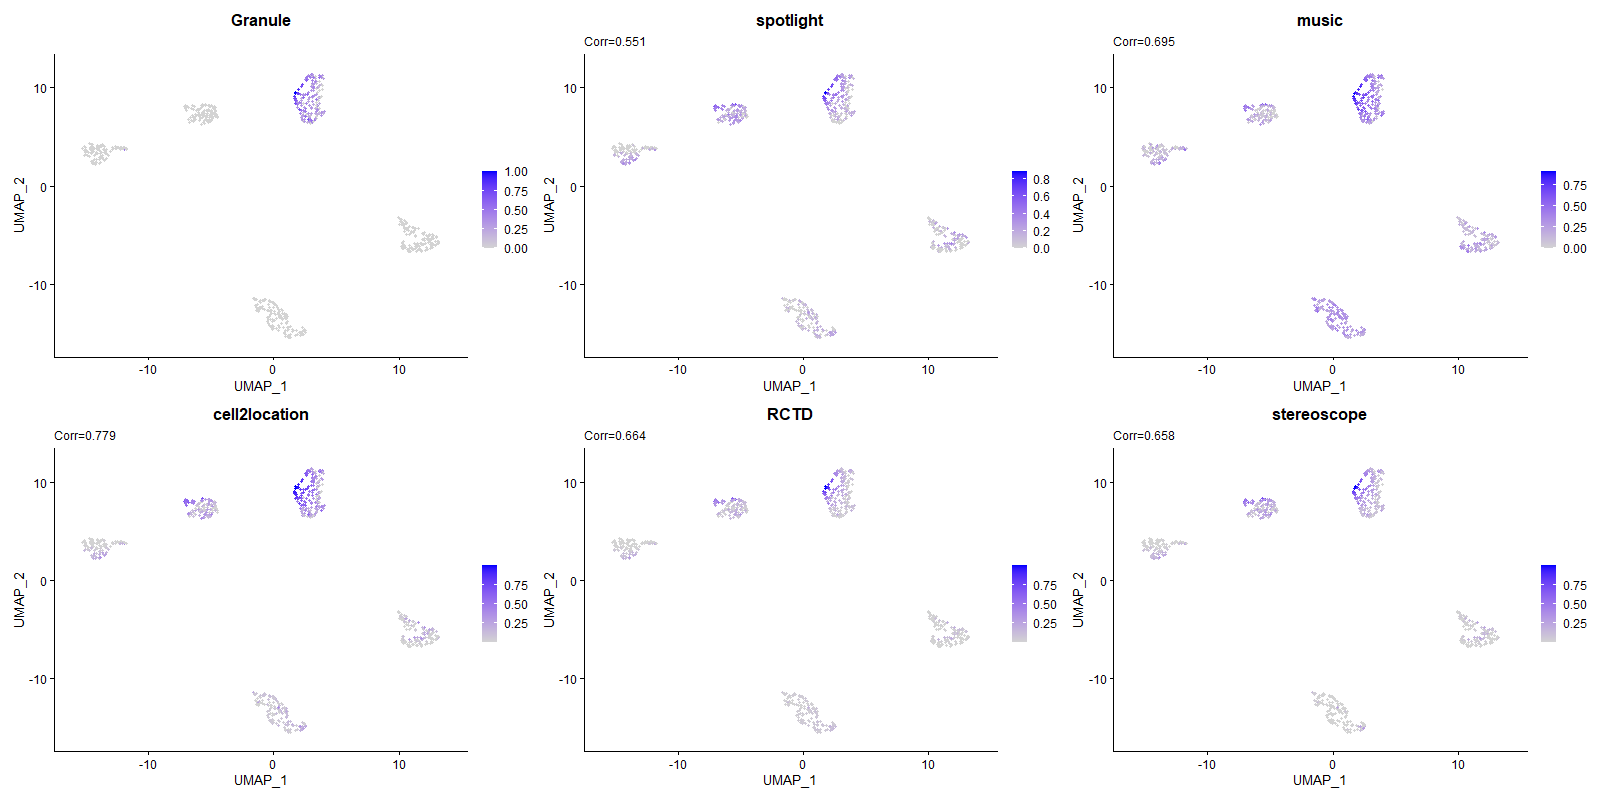 Granule
10
0
-10
UMAP_2
-10
0
10
UMAP_1
1.00
0.75
0.50
0.25
0.00
spotlight
Corr=0.551
10
0
-10
UMAP_2
-10
0
10
UMAP_1
0.8
0.6
0.4
0.2
0.0
music
Corr=0.695
10
0
-10
UMAP_2
-10
0
10
UMAP_1
0.75
0.50
0.25
0.00
cell2location
Corr=0.779
10
0
-10
UMAP_2
-10
0
10
UMAP_1
0.75
0.50
0.25
RCTD
Corr=0.664
10
0
-10
UMAP_2
-10
0
10
UMAP_1
0.75
0.50
0.25
stereoscope
Corr=0.658
10
0
-10
UMAP_2
-10
0
10
UMAP_1
0.75
0.50
0.25